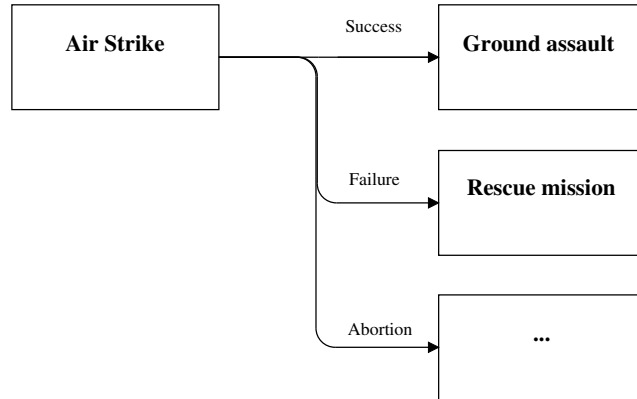 Air Strike
Success
Ground assault
Failure
Rescue mission
Abortion
...